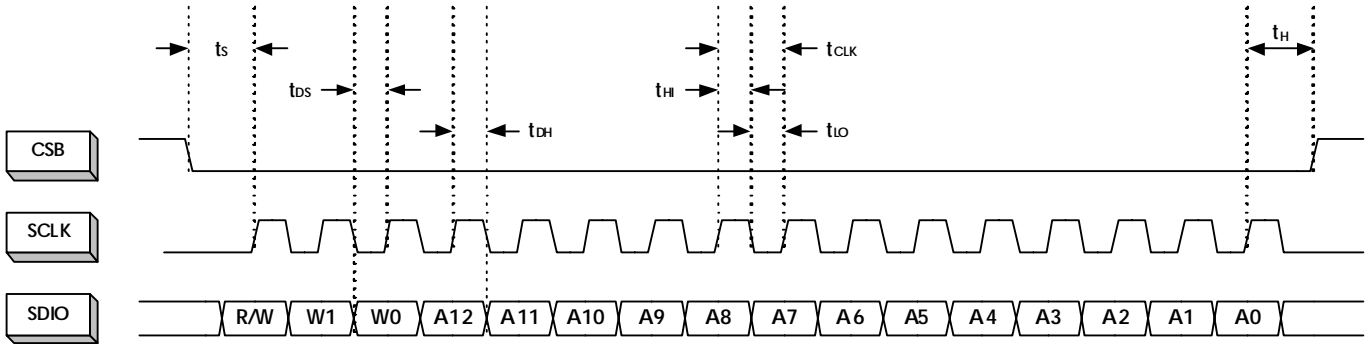 tS
tCLK
tH
tDS
tHI
tDH
tLO
CSB
SCLK
SDIO
R/W W1 W0 A12 A11 A10 A9 A8 A7 A6 A5 A4 A3 A2 A1 A0